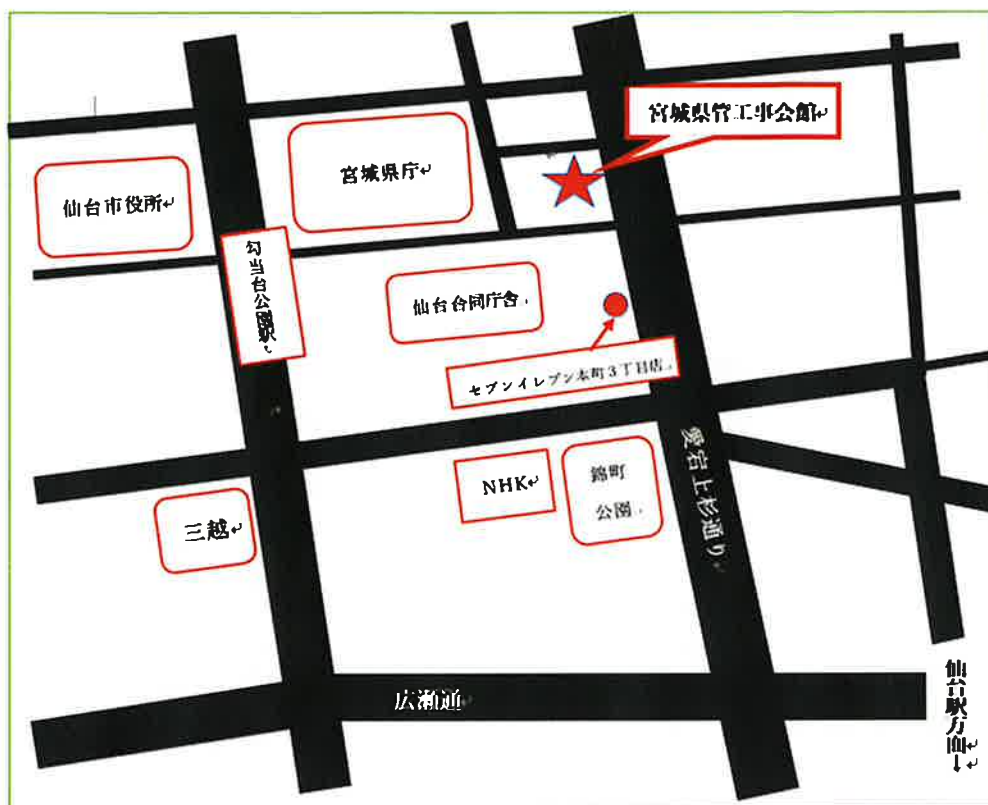 宮城県管工事会館
宮城県庁
仙台市役所
勾当台公園駅
仙台合同庁舎
セブンイレブン本町3丁目店
愛宕上杉通り
NHK
錦町
公園
三越
広瀬通
仙台駅方面
↓